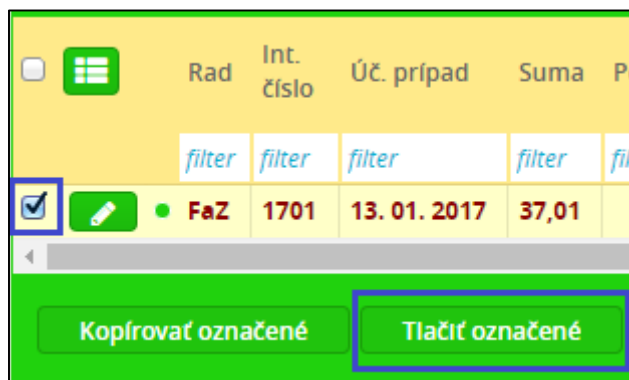 Rad Int. číslo Úč. prípad Suma P
filter filter filter filter fil
FaZ 1701 13. 01. 2017 37,01
Kopírovať označené Tlačiť označené